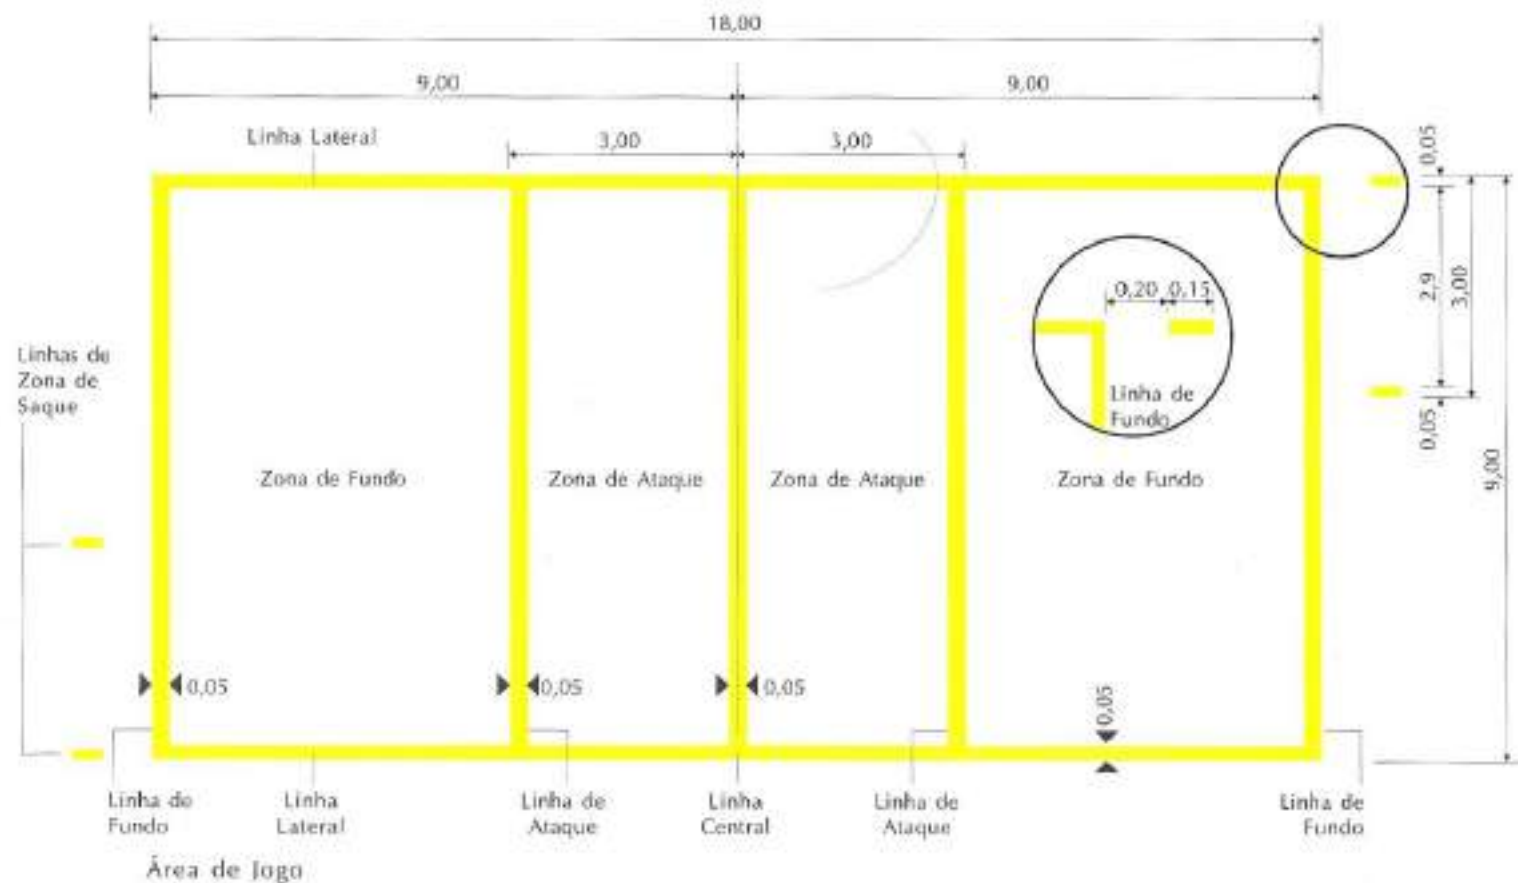 18,00
9,00
9,00
Linha Lateral
3,00
3,00
0,05
0,20
0,15
2,9
3,00
Linhas de
Zona de
Saque
Linha de
Fundo
0,05
9,00
Zona de Fundo
Zona de Ataque
Zona de Ataque
Zona de Fundo
0,05
0,05
0,05
0,05
Linha de
Fundo
Linha
Lateral
Linha de
Ataque
Linha
Central
Linha de
Ataque
Linha de
Fundo
Área de Jogo